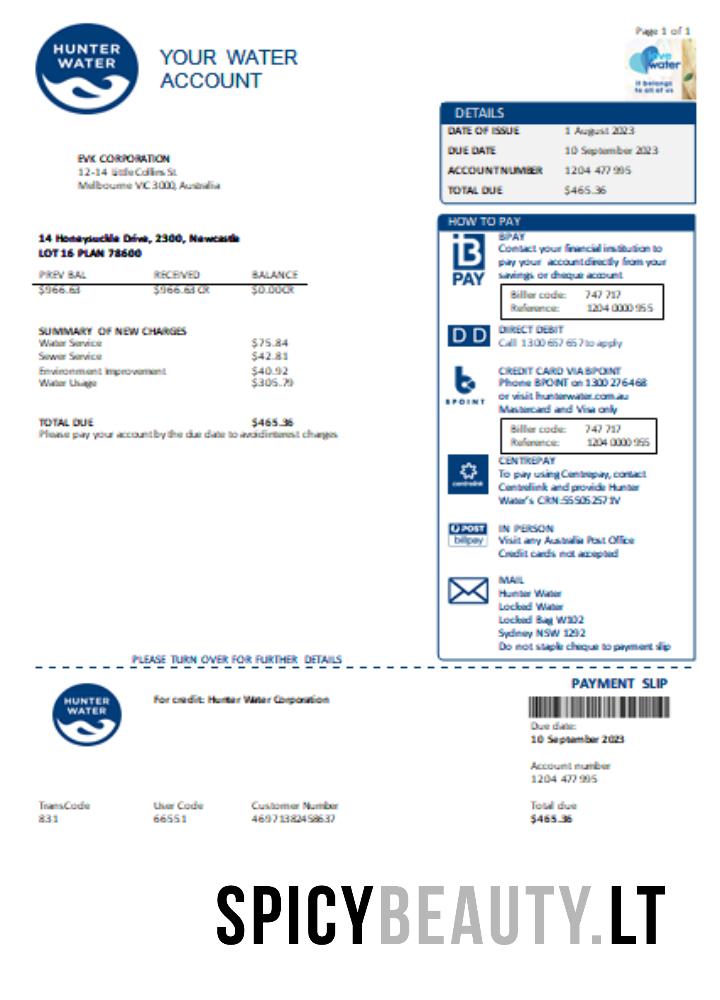 Page 1 of 1
HUNTER
WATER
YOUR WATER
ACCOUNT
love
water
it belongs
to all of us
DETAILS
DATE OF ISSUE 1 August 2023
DUE DATE 10 September 2023
ACCOUNT NUMBER 1204 477 995
TOTAL DUE $465.36
EVK CORPORATION
12-14 Little Collins St
Melbourne VIC 3000, Australia
14 Honeysuckle Drive, 2300, Newcastle
LOT 16 PLAN 78600
PREV BAL RECEIVED BALANCE
$966.63 $966.63 CR $0.00CR
SUMMARY OF NEW CHARGES
Water Service $75.84
Sewer Service $42.81
Environment Improvement $40.92
Water Usage $305.79
TOTAL DUE $465.36
Please pay your account by the due date to avoid interest charges
HOW TO PAY
B
PAY
BPAY
Contact your financial institution to
pay your account directly from your
savings or cheque account
Biller code: 747 717
Reference: 1204 0000 955
D D
DIRECT DEBIT
Call 1300 657 657 to apply
BPOINT
CREDIT CARD VIA BPOINT
Phone BPOINT on 1300 276 468
or visit hunterwater.com.au
Mastercard and Visa only
Biller code: 747 717
Reference: 1204 0000 955
centrelink
CENTREPAY
To pay using Centrepay, contact
Centrelink and provide Hunter
Water's CRN:555052571V
POST
billpay
IN PERSON
Visit any Australia Post Office
Credit cards not accepted
MAIL
Hunter Water
Locked Water
Locked Bag W102
Sydney NSW 1292
Do not staple cheque to payment slip
PLEASE TURN OVER FOR FURTHER DETAILS
HUNTER
WATER
For credit: Hunter Water Corporation
PAYMENT SLIP
Due date:
10 September 2023
Account number
1204 477 995
TransCode User Code Customer Number Total due
831 66551 46971382458637 $465.36
SPICYBEAUTY.LT